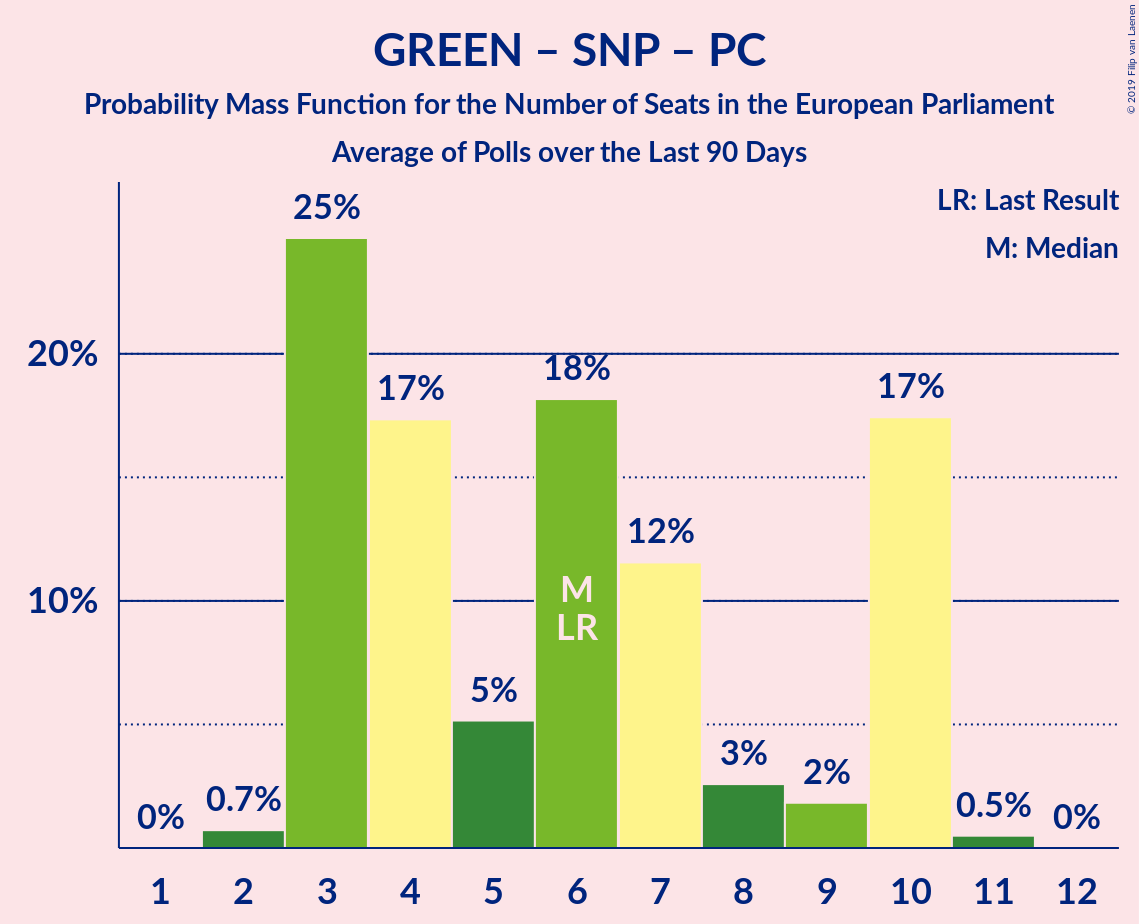 GREEN – SNP – PC
Probability Mass Function for the Number of Seats in the European Parliament
Average of Polls over the Last 90 Days
© 2019 Filip van Laenen
LR: Last Result
M: Median
25%
20%
18%
17%
17%
12%
10%
M
LR
5%
3%
2%
0%
0.7%
0.5%
0%
1 2 3 4 5 6 7 8 9 10 11 12